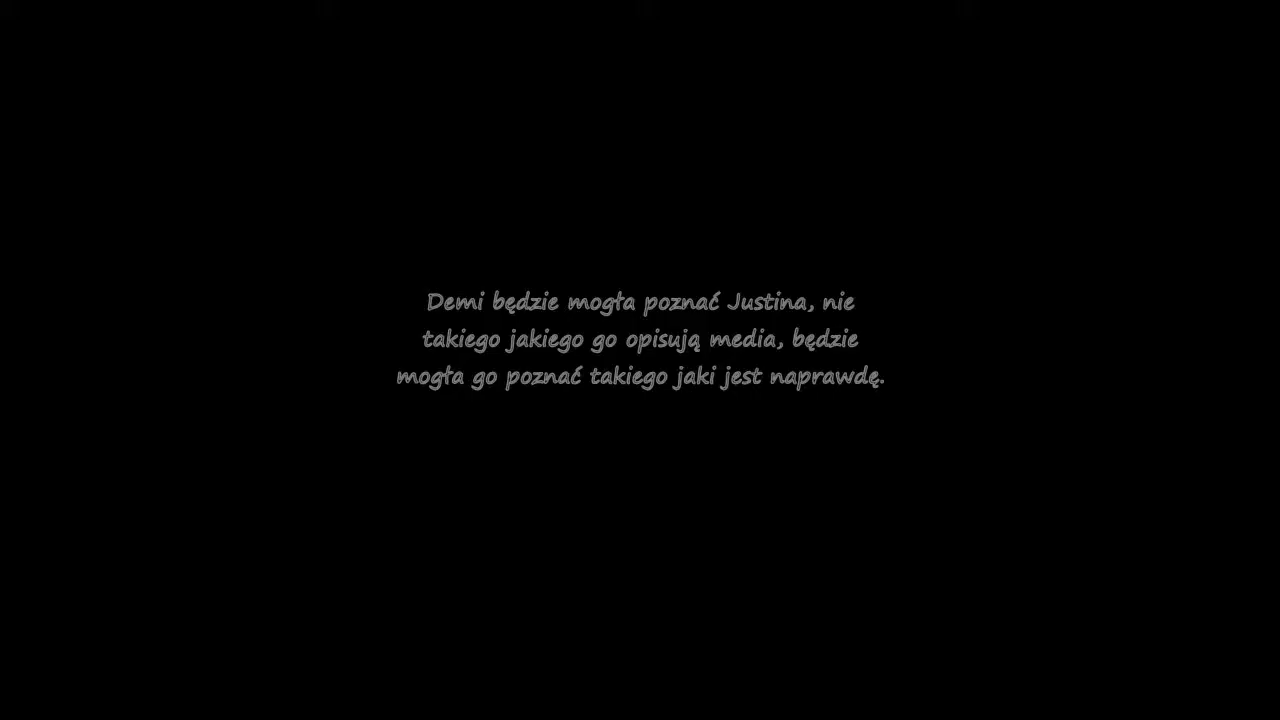 Demi będzie mogła poznać Justina, nie
takiego jakiego go opisują media, będzie
mogła go poznać takiego jaki jest naprawdę.